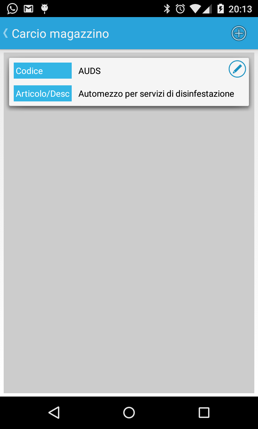 20:13
Carcio magazzino
Codice AUDS
Articolo/Desc Automezzo per servizi di disinfestazione